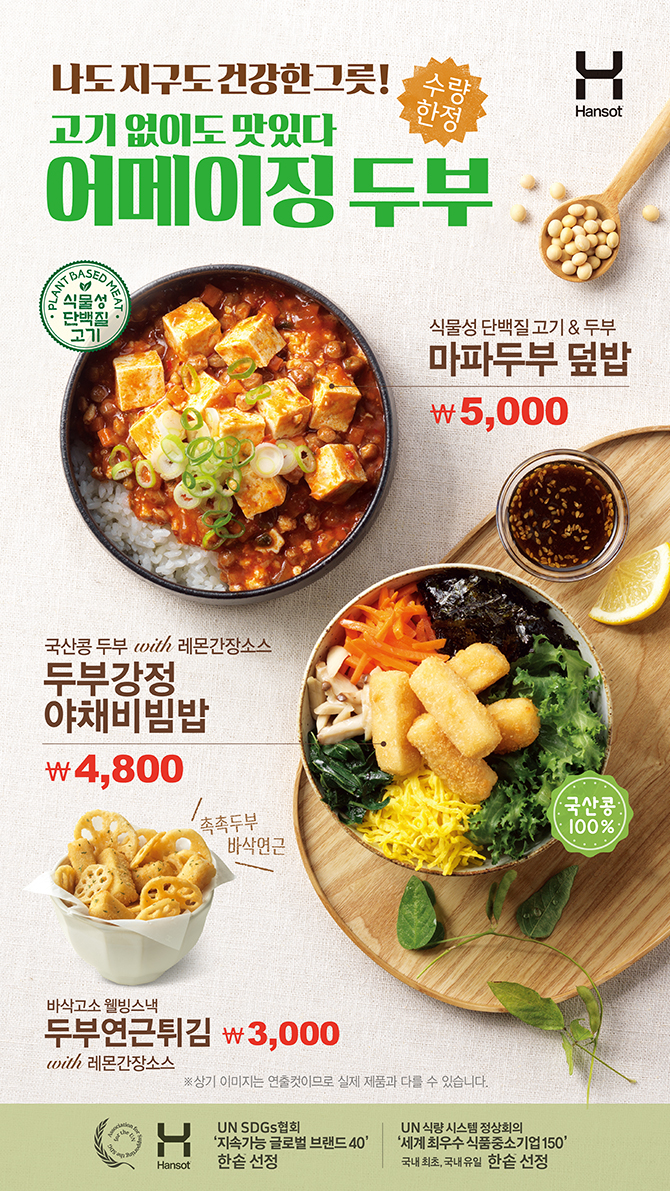 나도 지구도 건강한 그릇!
수량
한정
Hansot
고기 없이도 맛있다
어메이징 두부
PLANT BASED MEAT
식물성
단백질
고기
식물성 단백질 고기 & 두부
마파두부 덮밥
₩5,000
국산콩 두부 with 레몬간장소스
두부강정
야채비빔밥
₩4,800
국산콩
100%
촉촉두부
바삭연근
바삭고소 웰빙스낵
두부연근튀김 ₩3,000
with 레몬간장소스
※상기 이미지는 연출컷이므로 실제 제품과 다를 수 있습니다.
Association for Supporting the SDGs for the UN
Hansot
UN SDGs협회
‘지속가능 글로벌 브랜드 40’
한솥 선정
UN 식량 시스템 정상회의
‘세계 최우수 식품중소기업 150’
국내 최초, 국내 유일 한솥 선정